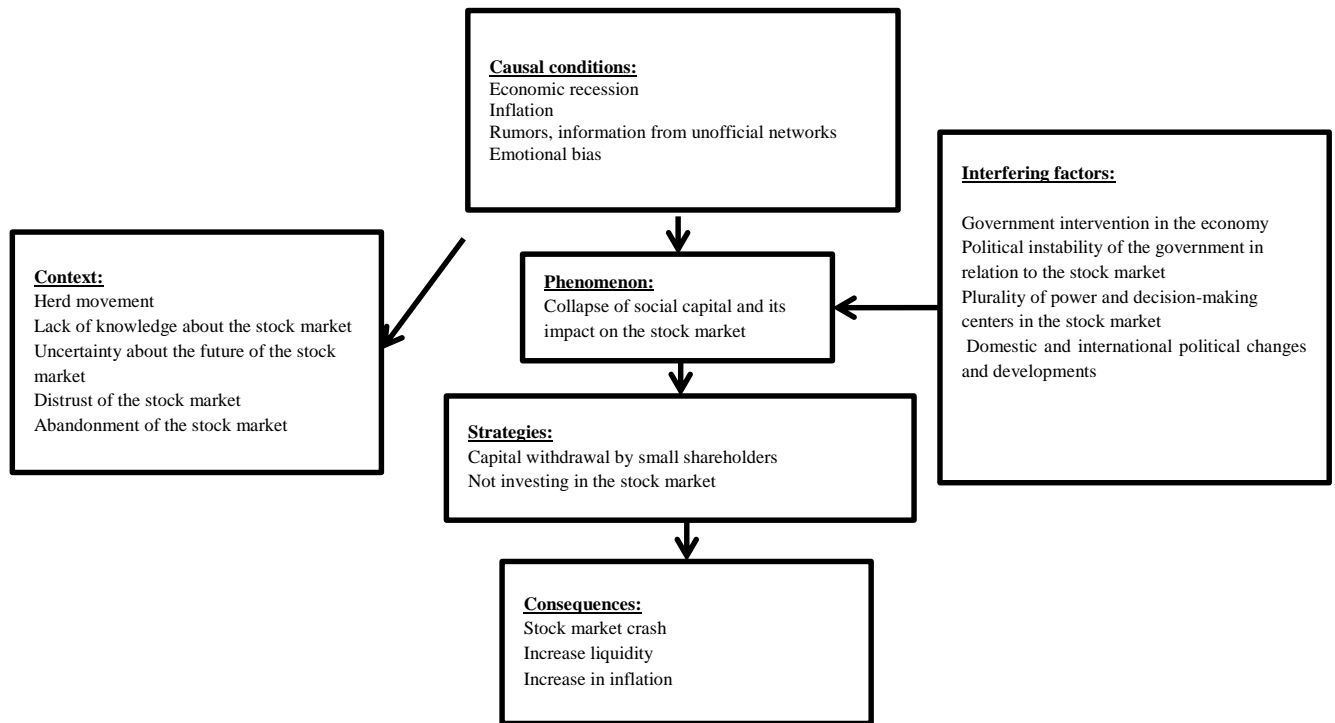 Causal conditions:
Economic recession
Inflation
Rumors, information from unofficial networks
Emotional bias
Interfering factors:
Government intervention in the economy
Political instability of the government in
relation to the stock market
Plurality of power and decision-making
centers in the stock market
Domestic and international political changes
and developments
Context:
Herd movement
Lack of knowledge about the stock market
Uncertainty about the future of the stock
market
Distrust of the stock market
Abandonment of the stock market
Phenomenon:
Collapse of social capital and its
impact on the stock market
Strategies:
Capital withdrawal by small shareholders
Not investing in the stock market
Consequences:
Stock market crash
Increase liquidity
Increase in inflation